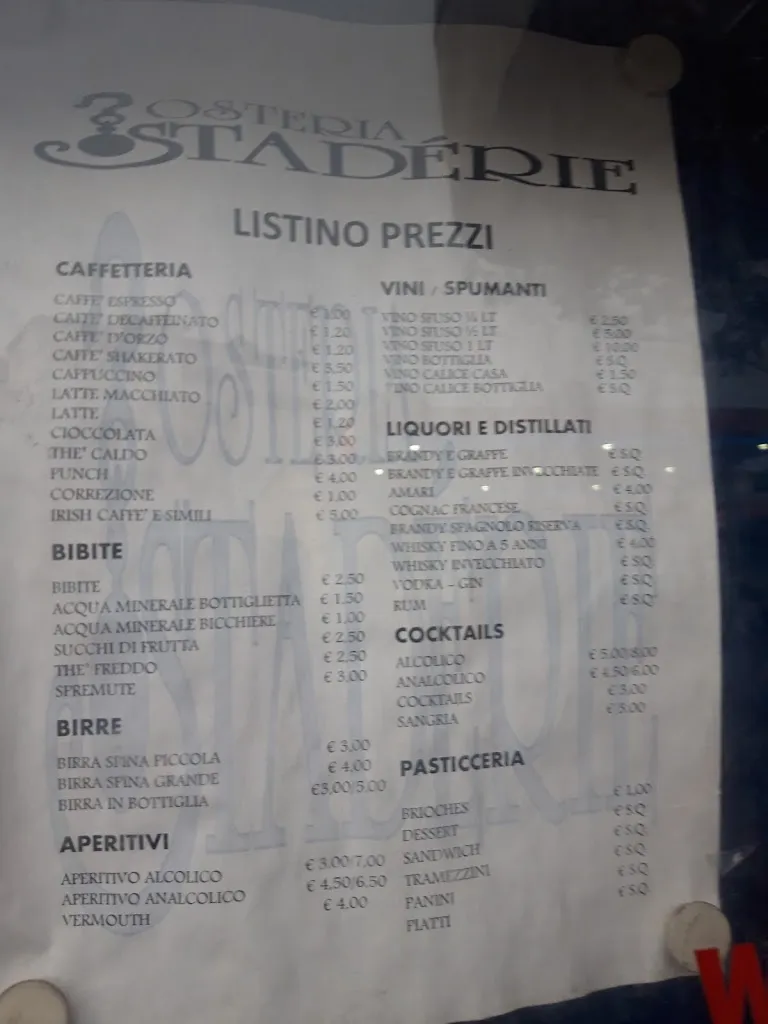 OSTERIA
STADÉRIE
LISTINO PREZZI
CAFFETTERIA
CAFFE' ESPRESSO €
CAFFE' DECAFFEINATO € 1,20
CAFFE' D'ORZO € 1,20
CAFFE' SHAKERATO € 3,50
CAPPUCCINO € 1,50
LATTE MACCHIATO € 2,00
LATTE € 1,20
CIOCCOLATA € 3,00
THE' CALDO € 3,00
PUNCH € 4,00
CORREZIONE € 1,00
IRISH CAFFE' E SIMILI € 5,00
BIBITE
BIBITE € 2,50
ACQUA MINERALE BOTTIGLIETTA € 1,50
ACQUA MINERALE BICCHIERE € 1,00
SUCCHI DI FRUTTA € 2,50
THE' FREDDO € 2,50
SPREMUTE € 3,00
BIRRE
BIRRA SPINA PICCOLA € 3,00
BIRRA SPINA GRANDE € 4,00
BIRRA IN BOTTIGLIA €3,00/5,00
APERITIVI
APERITIVO ALCOLICO € 3,00/7,00
APERITIVO ANALCOLICO € 4,50/6,50
VERMOUTH € 4,00
VINI / SPUMANTI
VINO SFUSO ¼ LT € 2,50
VINO SFUSO ½ LT € 5,00
VINO SFUSO 1 LT € 10,00
VINO BOTTIGLIA € S.Q
VINO CALICE CASA € 1,50
VINO CALICE BOTTIGLIA € S.Q
LIQUORI E DISTILLATI
BRANDY E GRAPPE € S.Q
BRANDY E GRAPPE INVECCHIATE € S.Q
AMARI € 4,00
COGNAC FRANCESE € S.Q
BRANDY SPAGNOLO RISERVA € S.Q
WHISKY FINO A 5 ANNI € 4,00
WHISKY INVECCHIATO € S.Q
VODKA – GIN € S.Q
RUM € S.Q
COCKTAILS
ALCOLICO € 5,00/8,00
ANALCOLICO € 4,50/6,00
COCKTAILS € 3,00
SANGRIA € 5,00
PASTICCERIA
BRIOCHES € 1,00
DESSERT € S.Q
SANDWICH € S.Q
TRAMEZZINI € S.Q
PANINI € S.Q
PIATTI € S.Q